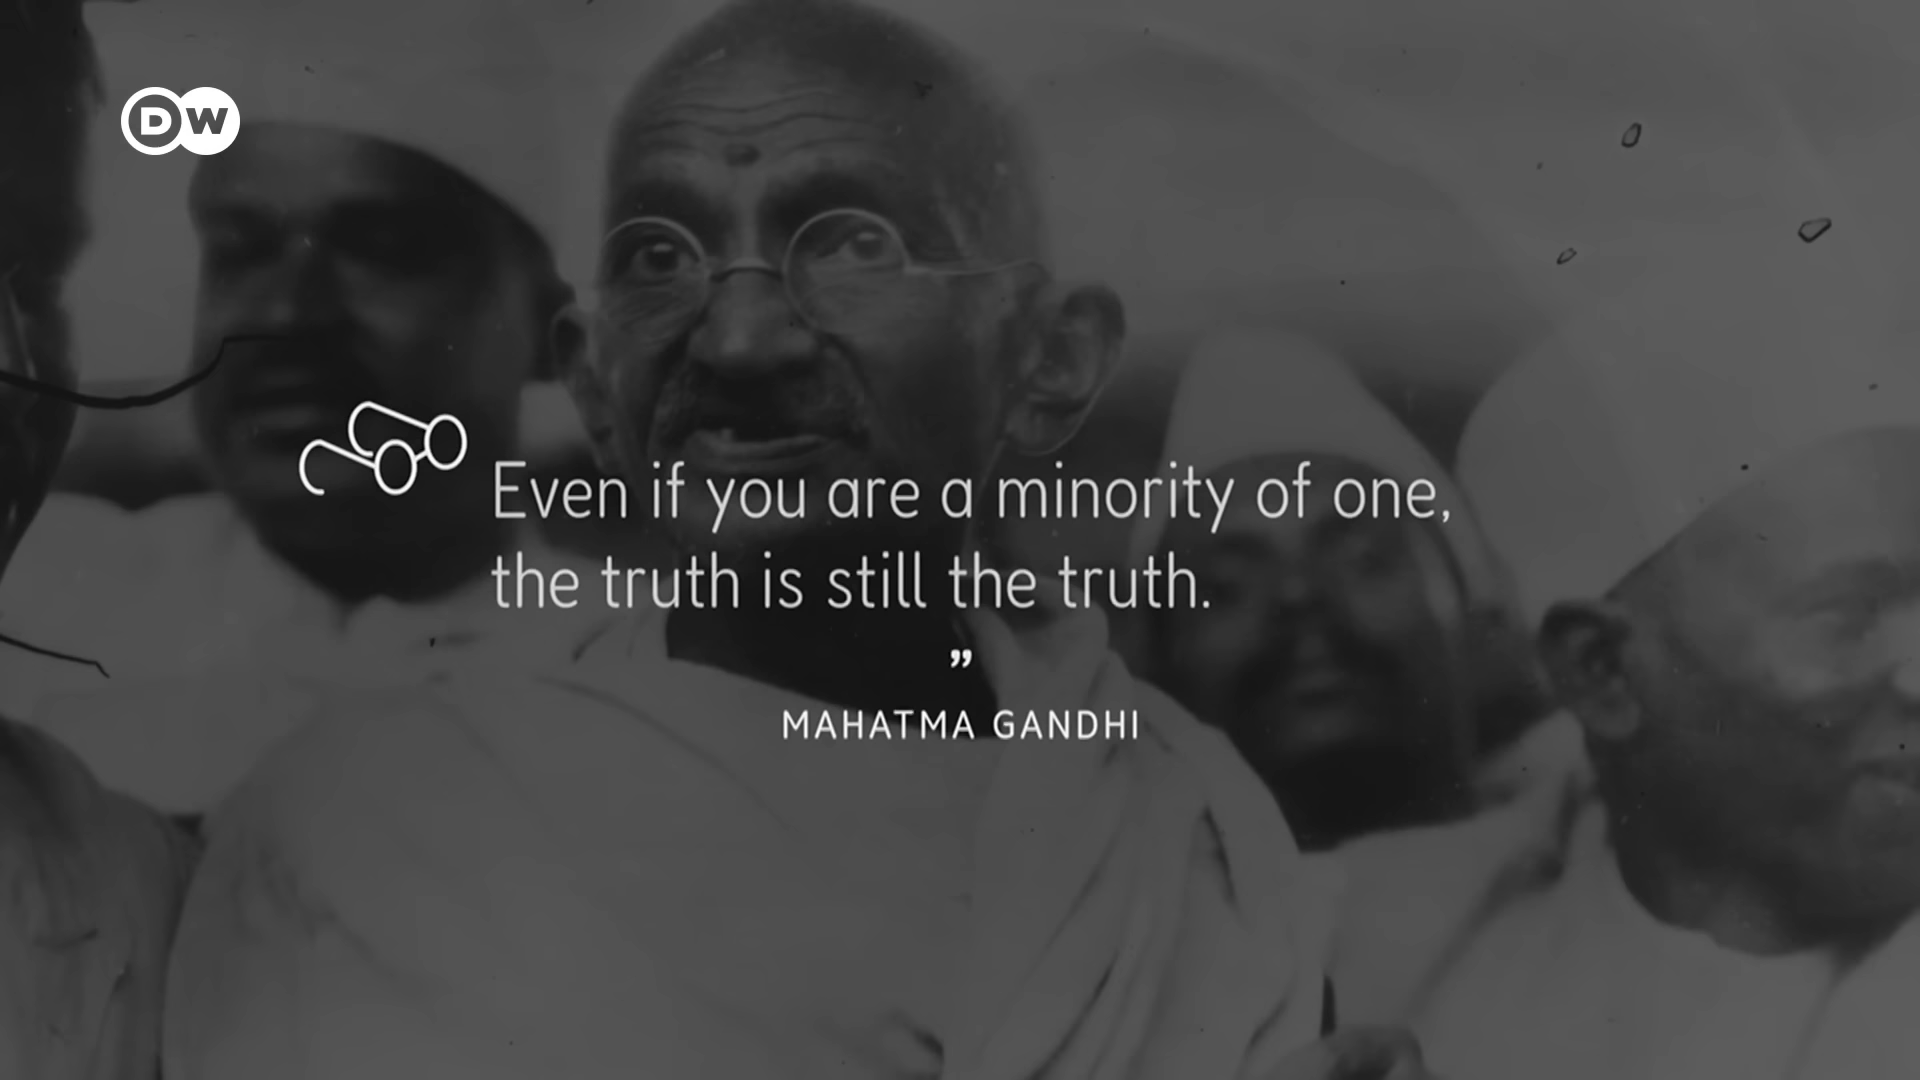 DW
Even if you are a minority of one,
the truth is still the truth.
”
MAHATMA GANDHI